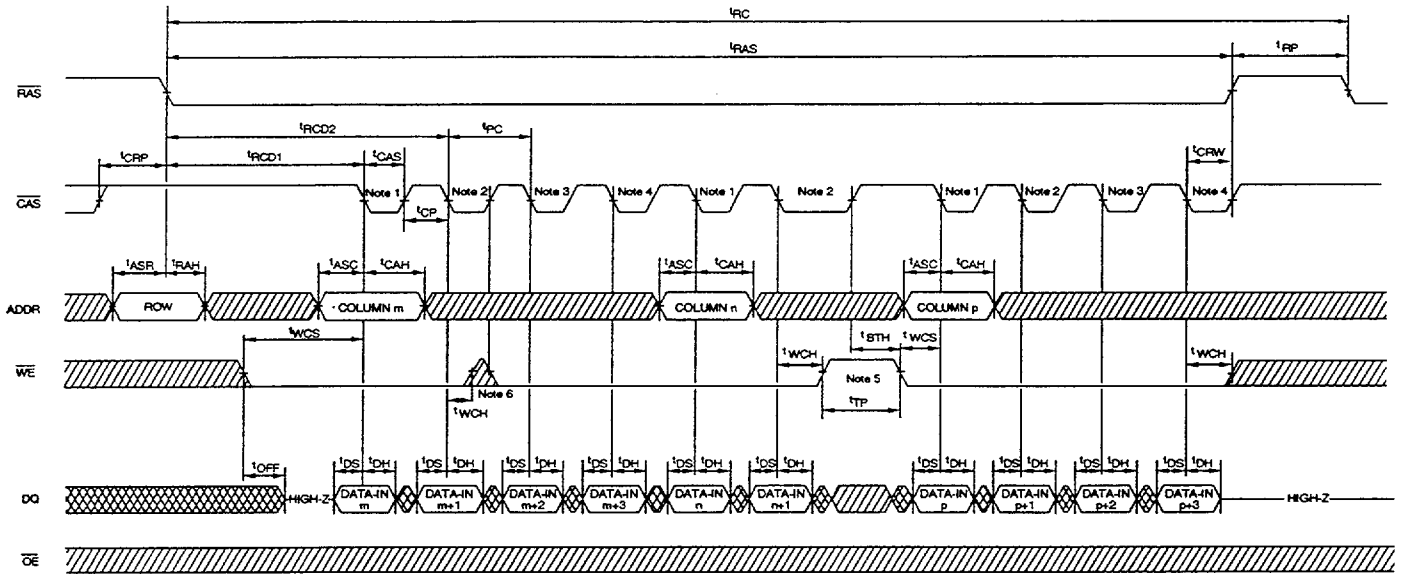 tRC
tRAS
tRP
RAS
tRCD2
tPC
tCRP
tRCD1
tCAS
tCRW
CAS
Note 1
Note 2
Note 3
Note 4
Note 1
Note 2
Note 1
Note 2
Note 3
Note 4
tCP
tASR
tRAH
tASC
tCAH
tASC
tCAH
tASC
tCAH
ADDR
ROW
COLUMN m
COLUMN n
COLUMN p
tWCS
tWCH
tSTH
tWCS
tWCH
WE
Note 6
tWCH
Note 5
tTP
tOFF
tDS
tDH
tDS
tDH
tDS
tDH
tDS
tDH
tDS
tDH
tDS
tDH
tDS
tDH
tDS
tDH
tDS
tDH
tDS
tDH
DQ
HIGH-Z
DATA-IN
m
DATA-IN
m+1
DATA-IN
m+2
DATA-IN
m+3
DATA-IN
n
DATA-IN
n+1
DATA-IN
p
DATA-IN
p+1
DATA-IN
p+2
DATA-IN
p+3
HIGH-Z
OE